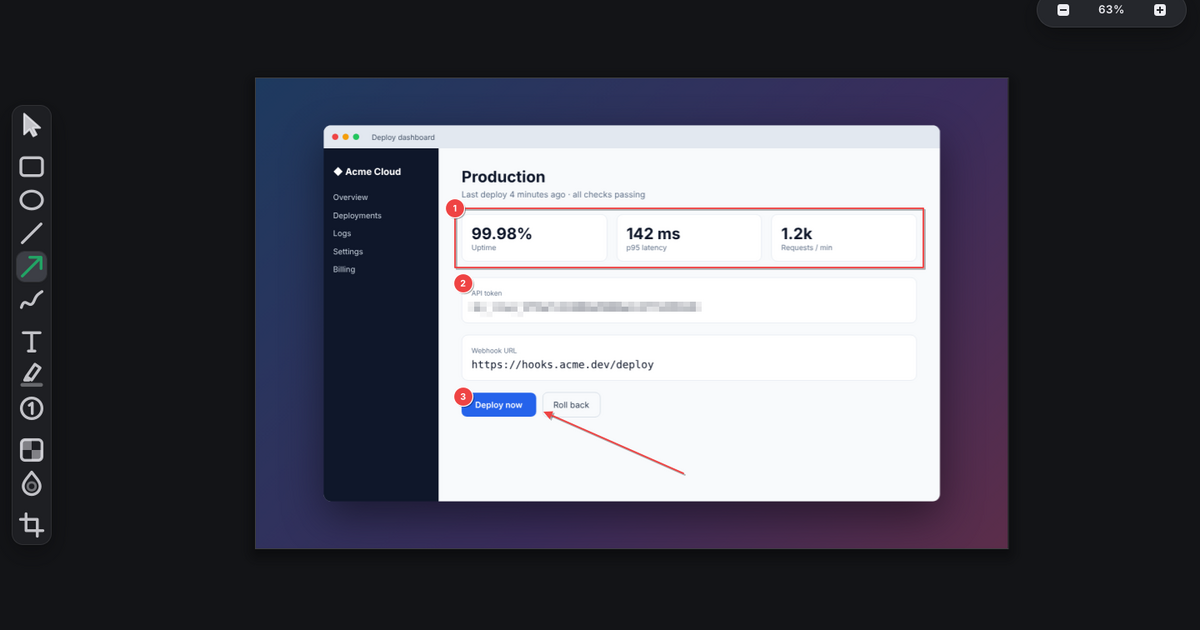 63%
Deploy dashboard
Acme Cloud
Overview
Deployments
Logs
Settings
Billing
Production
Last deploy 4 minutes ago · all checks passing
1
99.98%
Uptime
142 ms
p95 latency
1.2k
Requests / min
2
API token
Webhook URL
https://hooks.acme.dev/deploy
3
Deploy now
Roll back
T
1